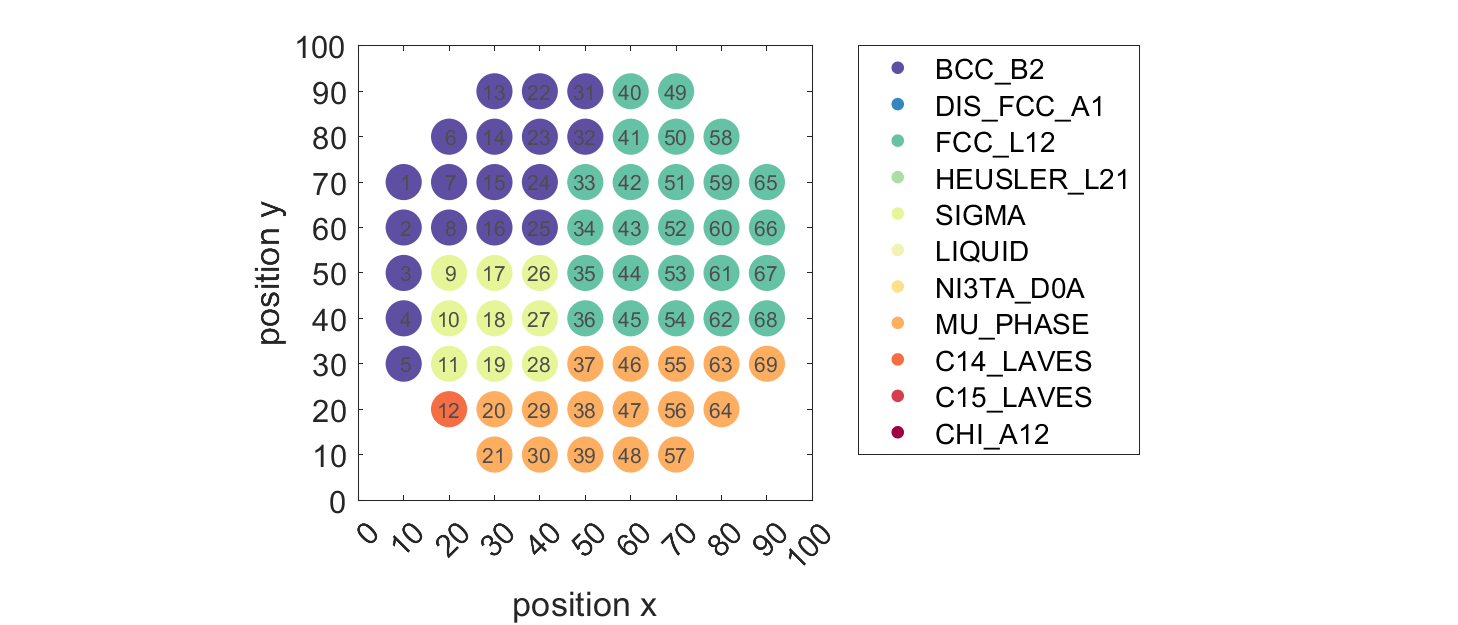 100
90
80
70
60
50
40
30
20
10
0
position y
13 22 31 40 49
6 14 23 32 41 50 58
1 7 15 24 33 42 51 59 65
2 8 16 25 34 43 52 60 66
3 9 17 26 35 44 53 61 67
4 10 18 27 36 45 54 62 68
5 11 19 28 37 46 55 63 69
12 20 29 38 47 56 64
21 30 39 48 57
0 10 20 30 40 50 60 70 80 90 100
position x
BCC_B2
DIS_FCC_A1
FCC_L12
HEUSLER_L21
SIGMA
LIQUID
NI3TA_D0A
MU_PHASE
C14_LAVES
C15_LAVES
CHI_A12